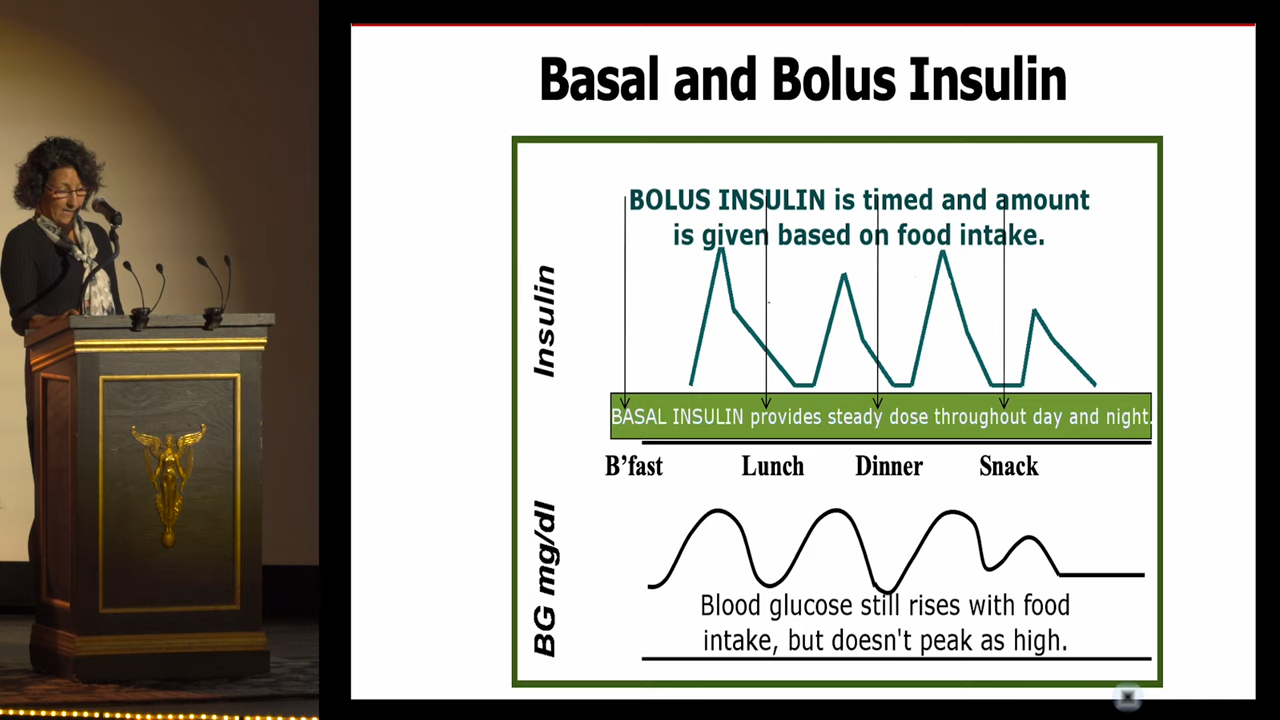 Basal and Bolus Insulin
BOLUS INSULIN is timed and amount
is given based on food intake.
Insulin
BASAL INSULIN provides steady dose throughout day and night.
B’fast Lunch Dinner Snack
BG mg/dl
Blood glucose still rises with food
intake, but doesn't peak as high.